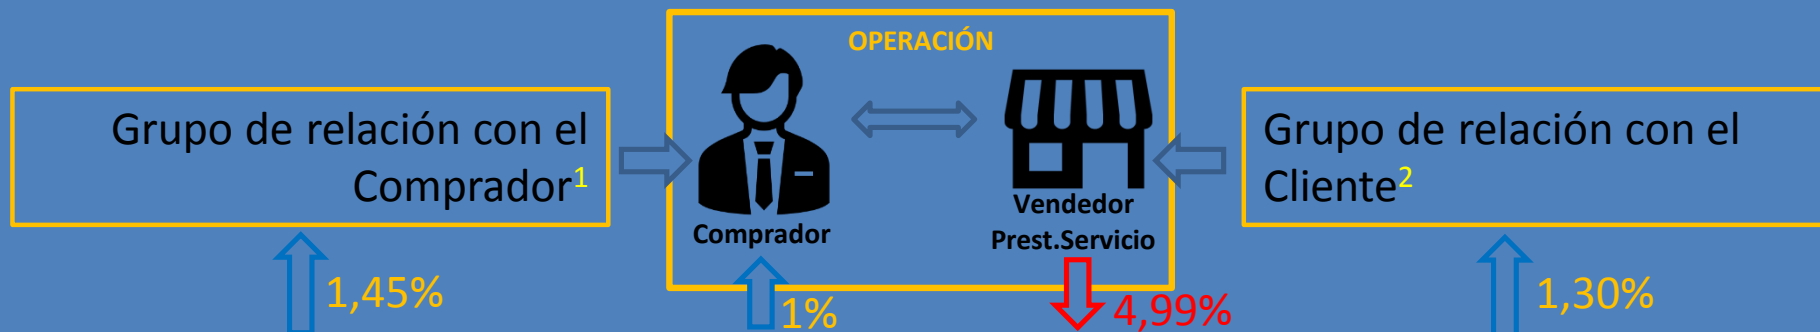 OPERACIÓN
Grupo de relación con el
Comprador¹
Comprador
Vendedor
Prest.Servicio
Grupo de relación con el
Cliente²
1,45%
1%
4,99%
1,30%